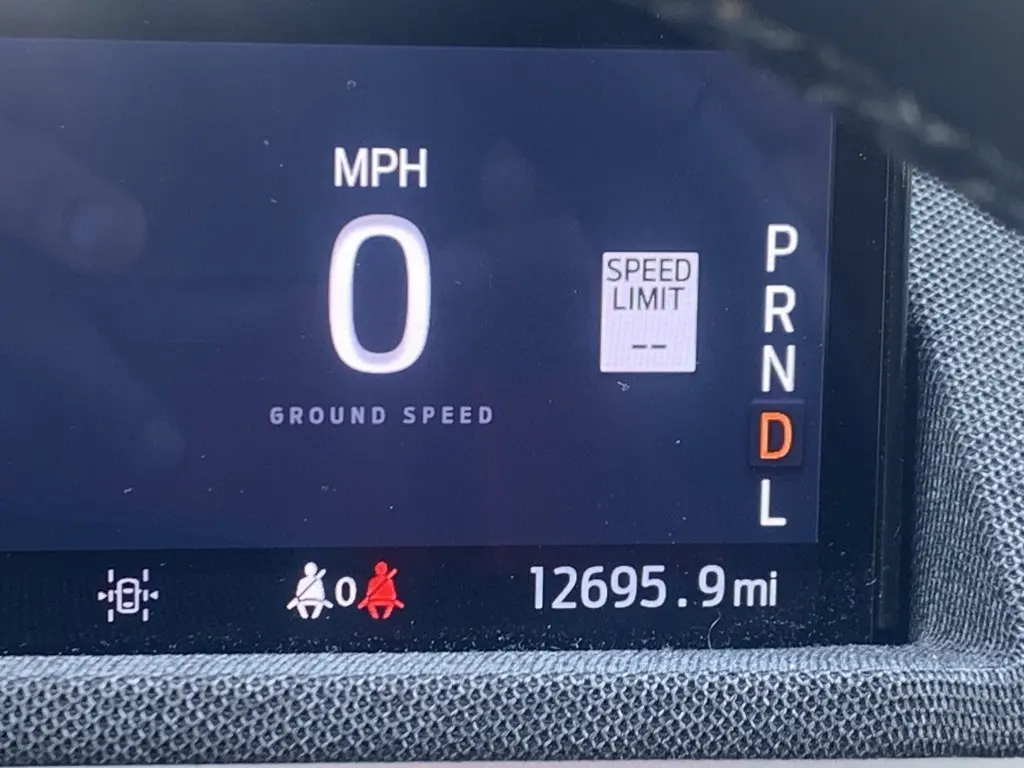 MPH
0
GROUND SPEED
SPEED
LIMIT
--
P
R
N
D
L
0
12695.9mi